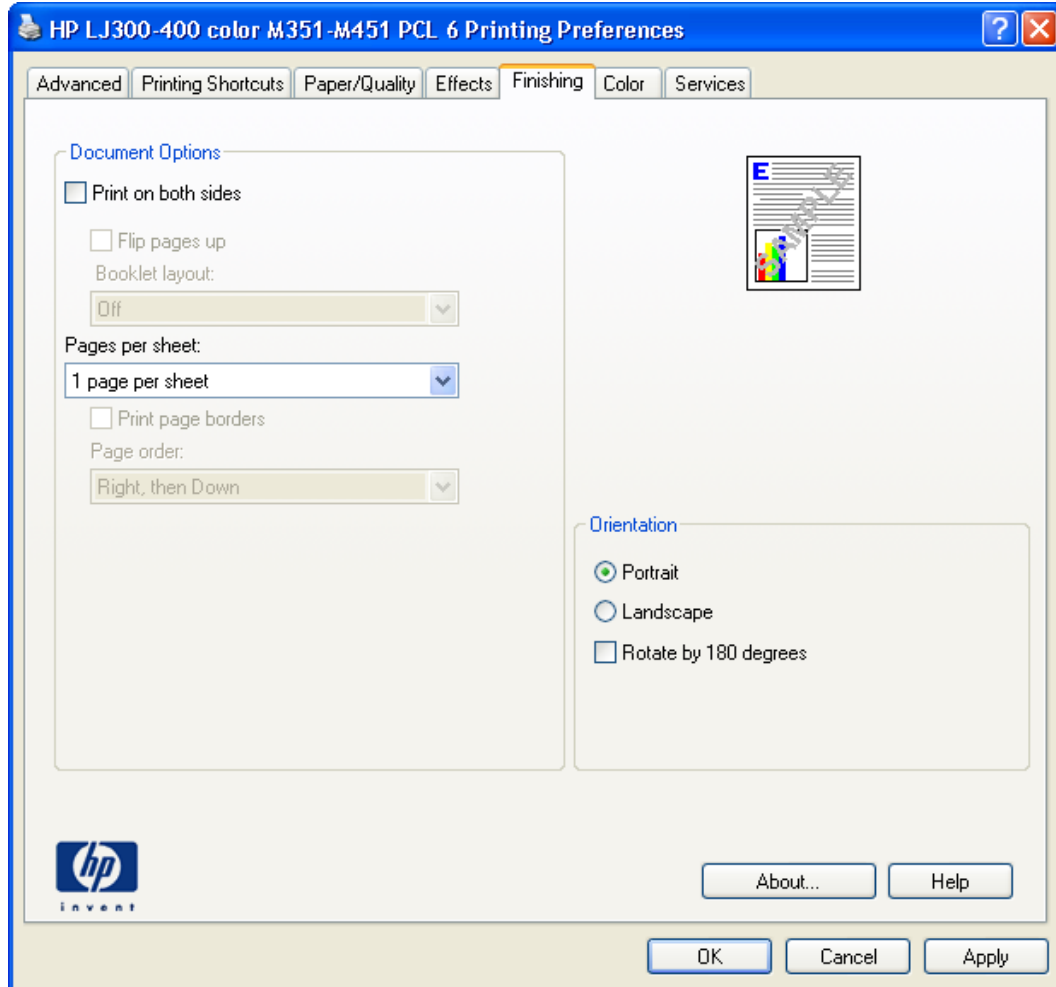 HP LJ300-400 color M351-M451 PCL 6 Printing Preferences
Advanced Printing Shortcuts Paper/Quality Effects Finishing Color Services
Document Options
Print on both sides
Flip pages up
Booklet layout:
Off
Pages per sheet:
1 page per sheet
Print page borders
Page order:
Right, then Down
E
SAMPLE
Orientation
Portrait
Landscape
Rotate by 180 degrees
hp
invent
About... Help
OK Cancel Apply